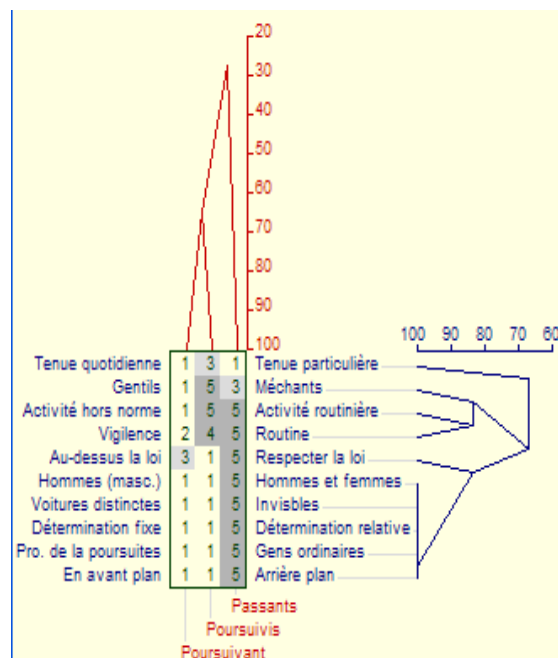 20
30
40
50
60
70
80
90
100
100 90 80 70 60
Tenue quotidienne 1 3 1 Tenue particulière
Gentils 1 5 3 Méchants
Activité hors norme 1 5 5 Activité routinière
Vigilence 2 4 5 Routine
Au-dessus la loi 3 1 5 Respecter la loi
Hommes (masc.) 1 1 5 Hommes et femmes
Voitures distinctes 1 1 5 Invisbles
Détermination fixe 1 1 5 Détermination relative
Pro. de la poursuites 1 1 5 Gens ordinaires
En avant plan 1 1 5 Arrière plan
Passants
Poursuivis
Poursuivant